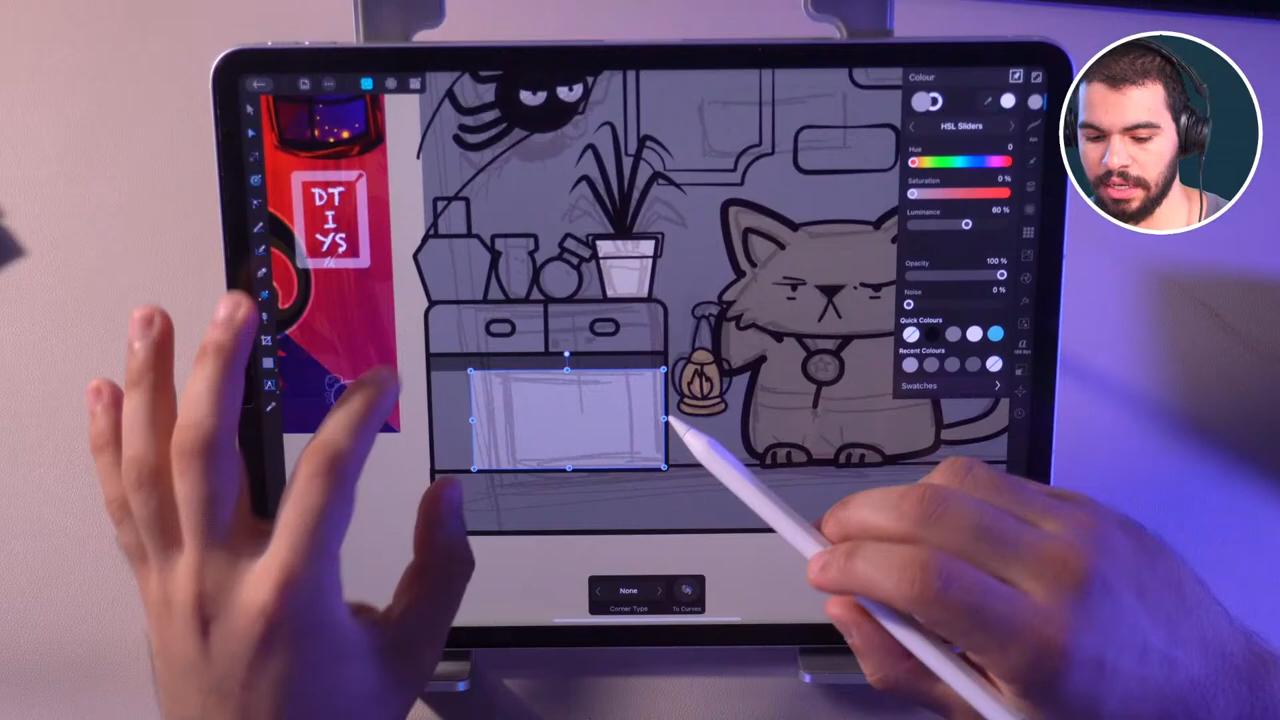 Colour
HSL Sliders
Hue
0
Saturation
0 %
Luminance
60 %
Opacity
100 %
Noise
0 %
Quick Colours
Recent Colours
Swatches
DT
I
YS
None
Corner Type
To Curves